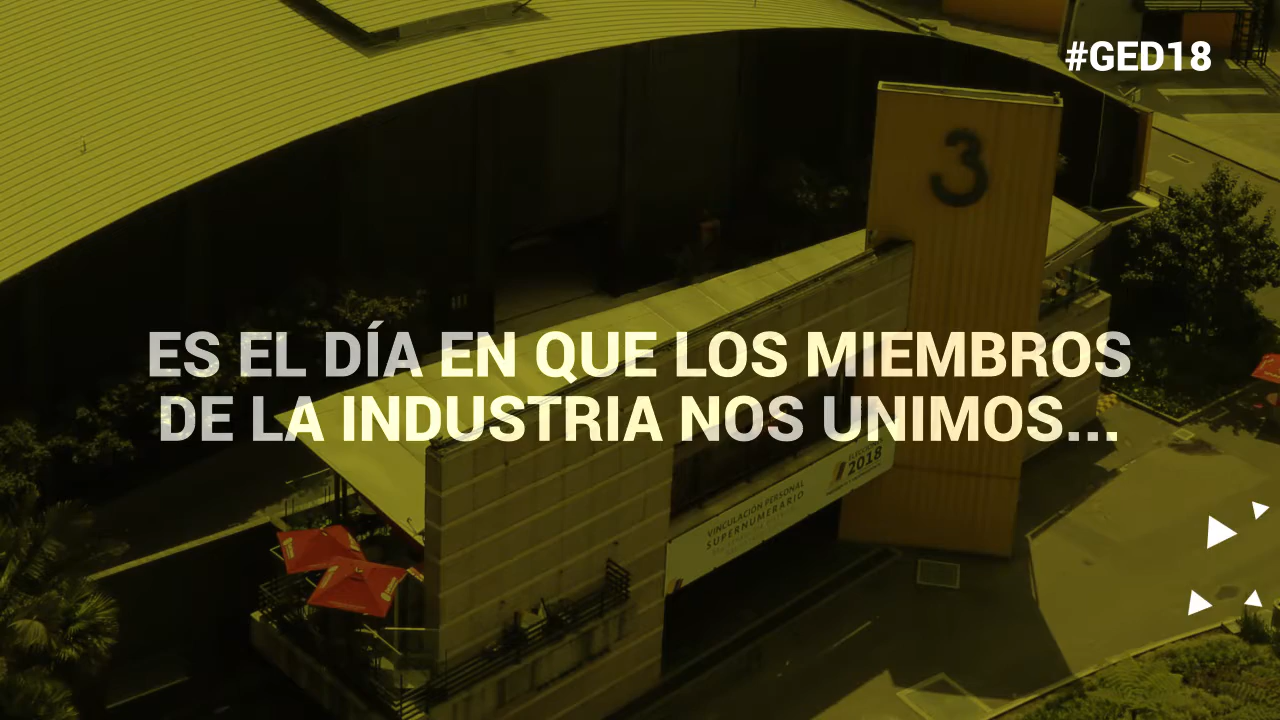 #GED18
3
ES EL DÍA EN QUE LOS MIEMBROS
DE LA INDUSTRIA NOS UNIMOS...
2018
VINCULACIÓN PERSONAL
SUPERNUMERARIO